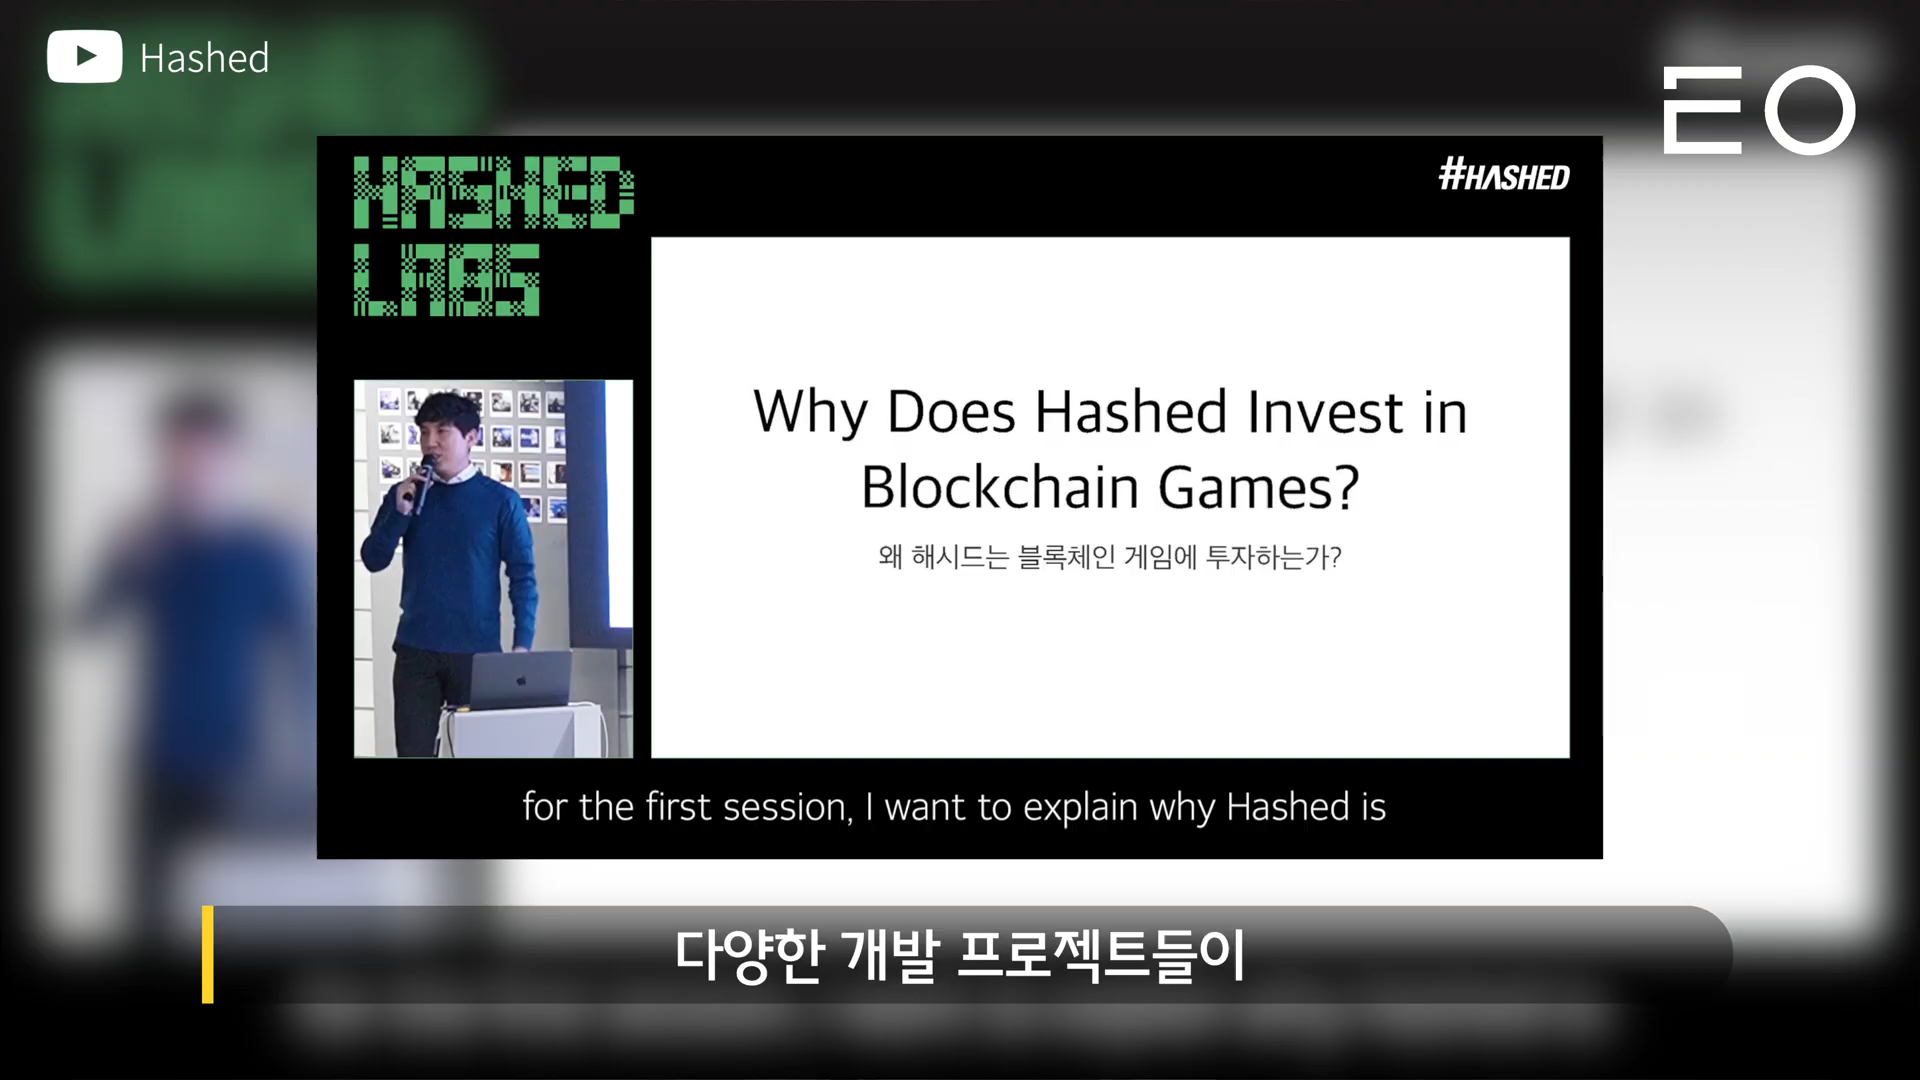 Hashed
EO
HASHED
LABS
#HASHED
Why Does Hashed Invest in
Blockchain Games?
왜 해시드는 블록체인 게임에 투자하는가?
for the first session, I want to explain why Hashed is
다양한 개발 프로젝트들이